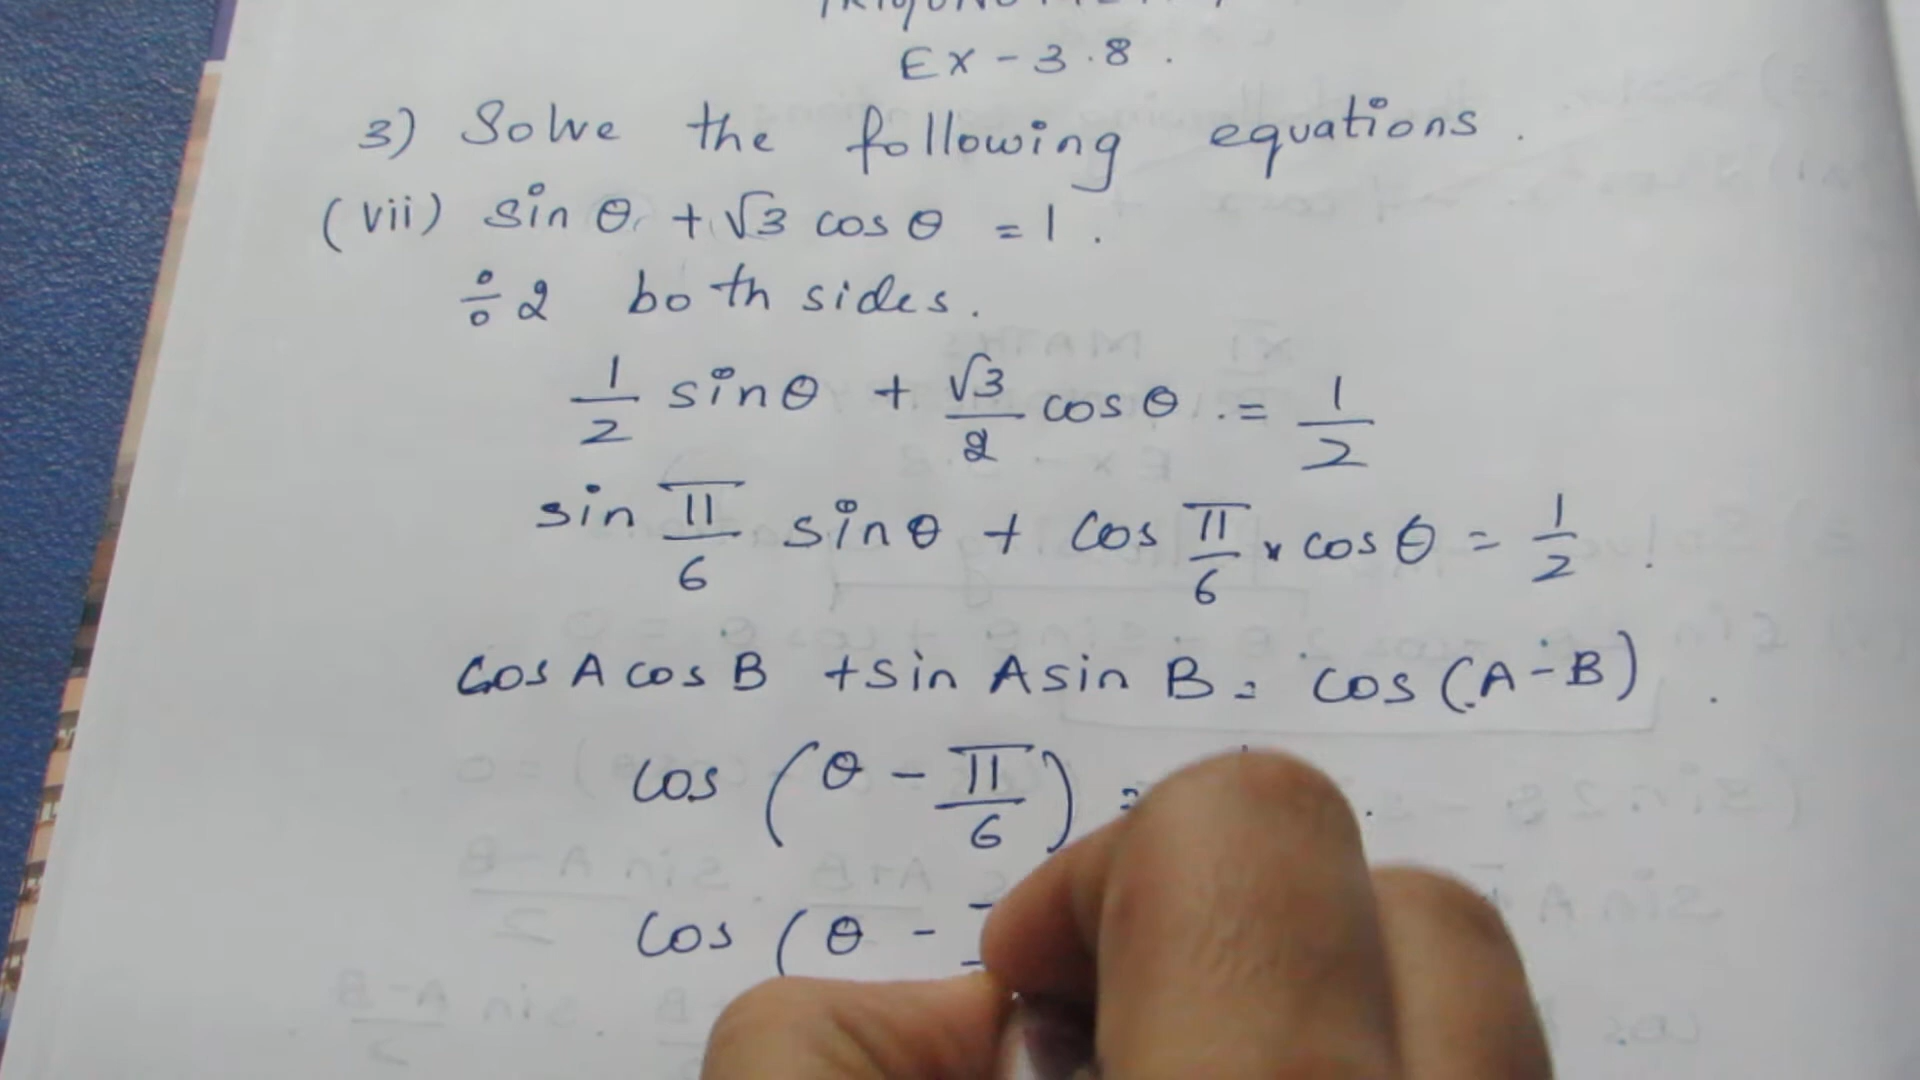 EX - 3.8.
3) Solve the following equations.
(vii) sin θ + √3 cos θ = 1.
÷ 2 both sides.
1/2 sin θ + √3/2 cos θ = 1/2
sin π/6 sin θ + cos π/6 × cos θ = 1/2.
cos A cos B + sin A sin B = cos (A - B).
cos (θ - π/6) =
cos (θ -